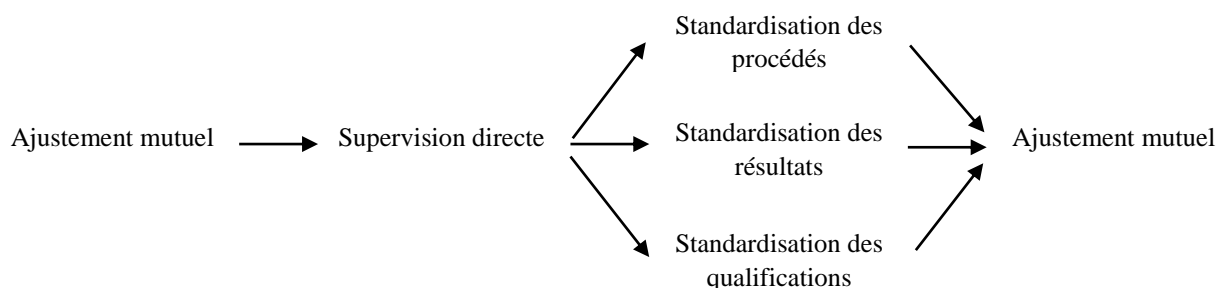 Ajustement mutuel
Supervision directe
Standardisation des
procédés
Standardisation des
résultats
Standardisation des
qualifications
Ajustement mutuel